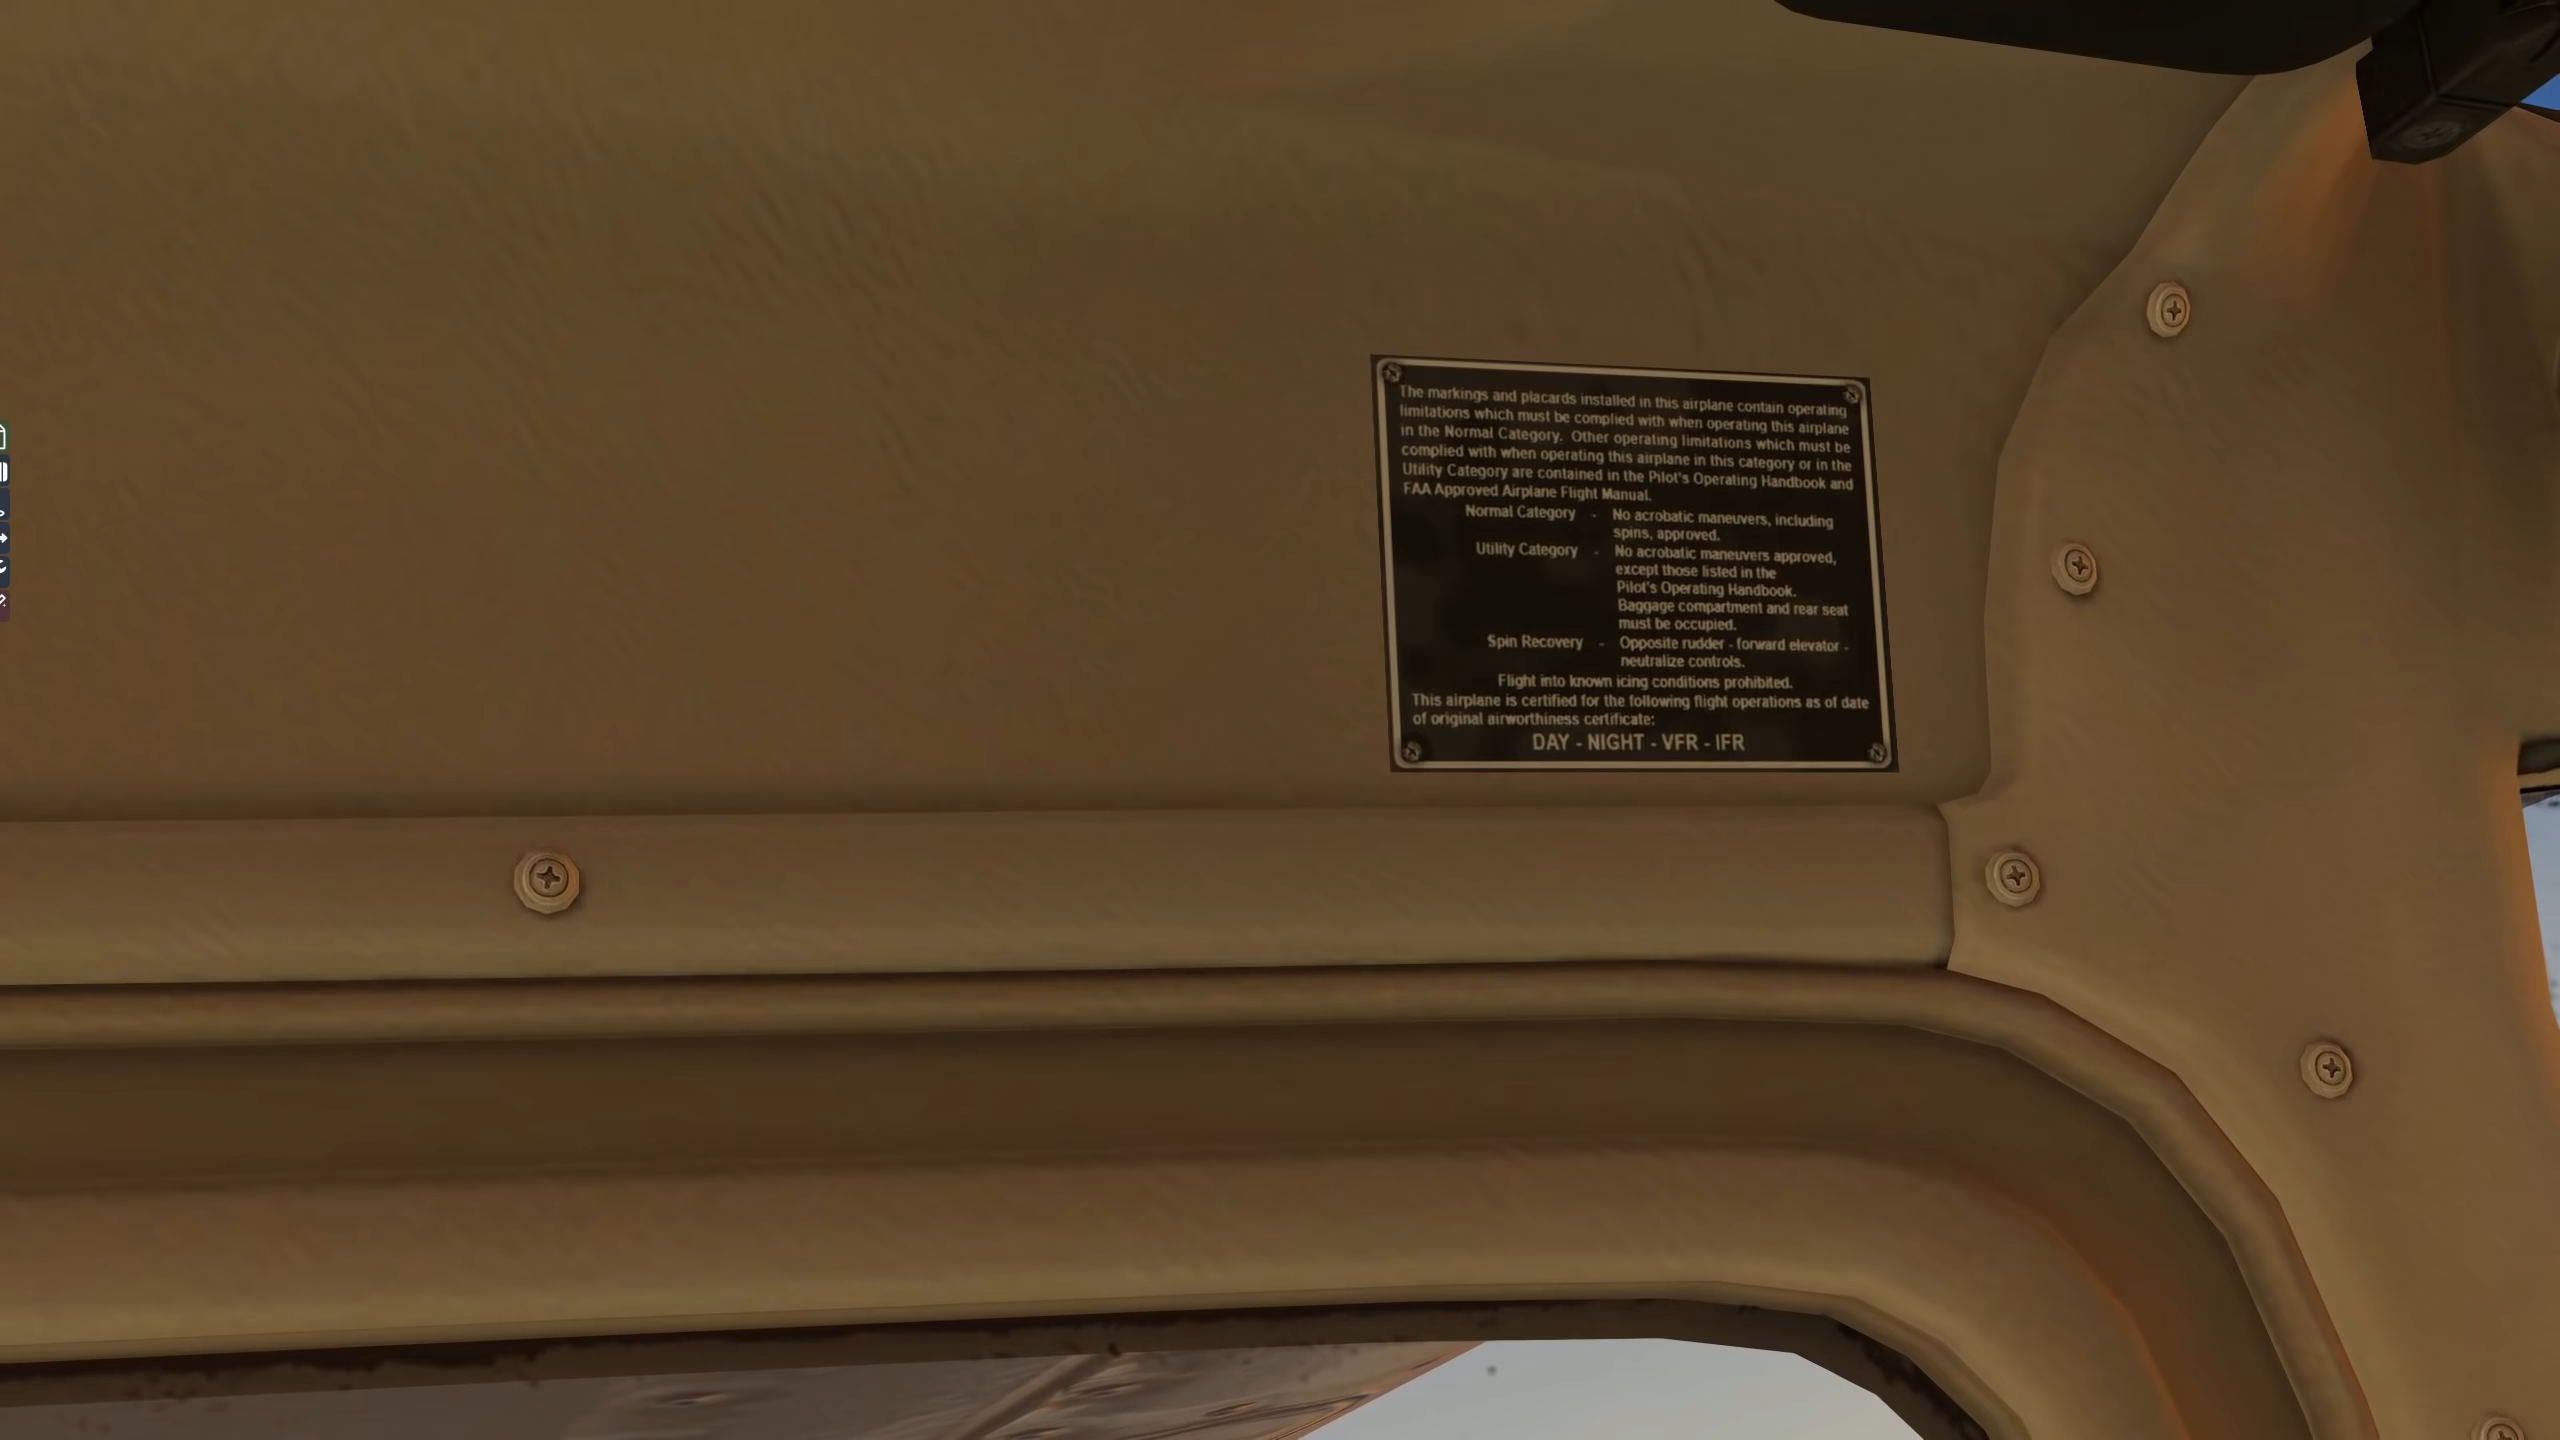 The markings and placards installed in this airplane contain operating
limitations which must be complied with when operating this airplane
in the Normal Category. Other operating limitations which must be
complied with when operating this airplane in this category or in the
Utility Category are contained in the Pilot's Operating Handbook and
FAA Approved Airplane Flight Manual.
Normal Category - No acrobatic maneuvers, including
spins, approved.
Utility Category - No acrobatic maneuvers approved,
except those listed in the
Pilot's Operating Handbook.
Baggage compartment and rear seat
must be occupied.
Spin Recovery - Opposite rudder - forward elevator -
neutralize controls.
Flight into known icing conditions prohibited.
This airplane is certified for the following flight operations as of date
of original airworthiness certificate:
DAY - NIGHT - VFR - IFR